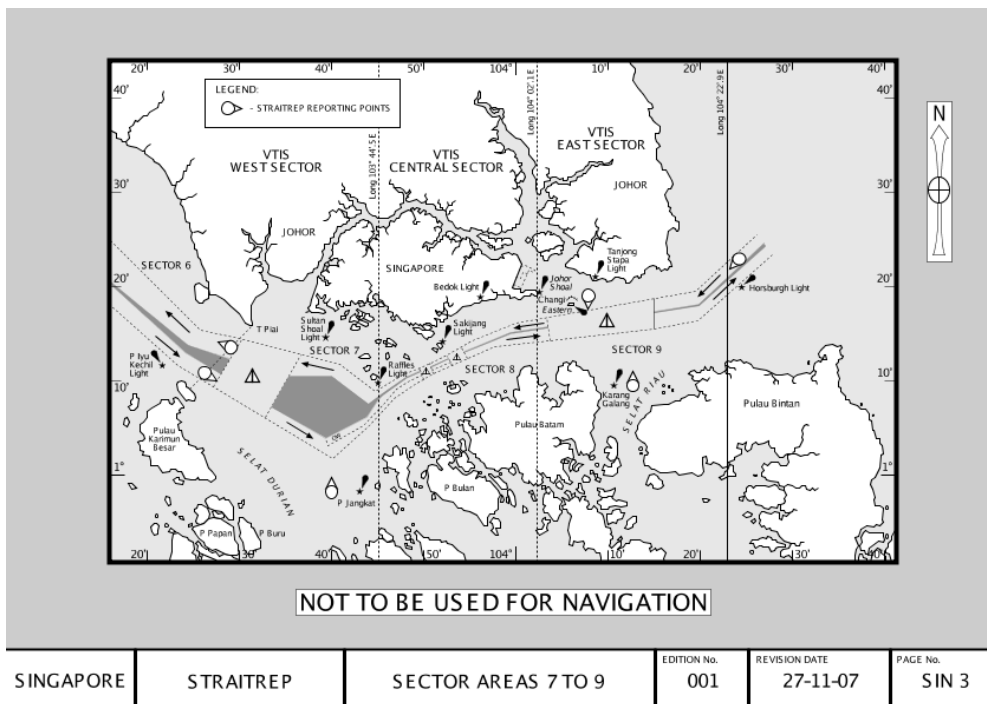 20'
30'
40'
50'
104°
10'
20'
30'
40'
40'
30'
20'
10'
1°
40'
30'
20'
10'
1°
LEGEND:
- STRAITREP REPORTING POINTS
Long 103° 44'.5 E
Long 104° 02'.1 E
Long 104° 22'.9 E
N
VTIS
WEST SECTOR
VTIS
CENTRAL SECTOR
VTIS
EAST SECTOR
JOHOR
JOHOR
SECTOR 6
SINGAPORE
Tanjong
Stapa
Light
Bedok Light
Johor
Shoal
Changi
Eastern
Horsburgh Light
T Piai
Sultan
Shoal
Light
Sakijang
Light
SECTOR 7
SECTOR 9
P Iyu
Kechil
Light
Raffles
Light
SECTOR 8
Karang
Galang
SELAT RIAU
Pulau Bintan
Pulau
Karimun
Besar
Pulau Batam
SELAT DURIAN
P Jangkat
P Bulan
P Papan
P Buru
20'
30'
40'
50'
104°
10'
20'
30'
40'
NOT TO BE USED FOR NAVIGATION
SINGAPORE
STRAITREP
SECTOR AREAS 7 TO 9
EDITION No.
001
REVISION DATE
27-11-07
PAGE No.
SIN 3